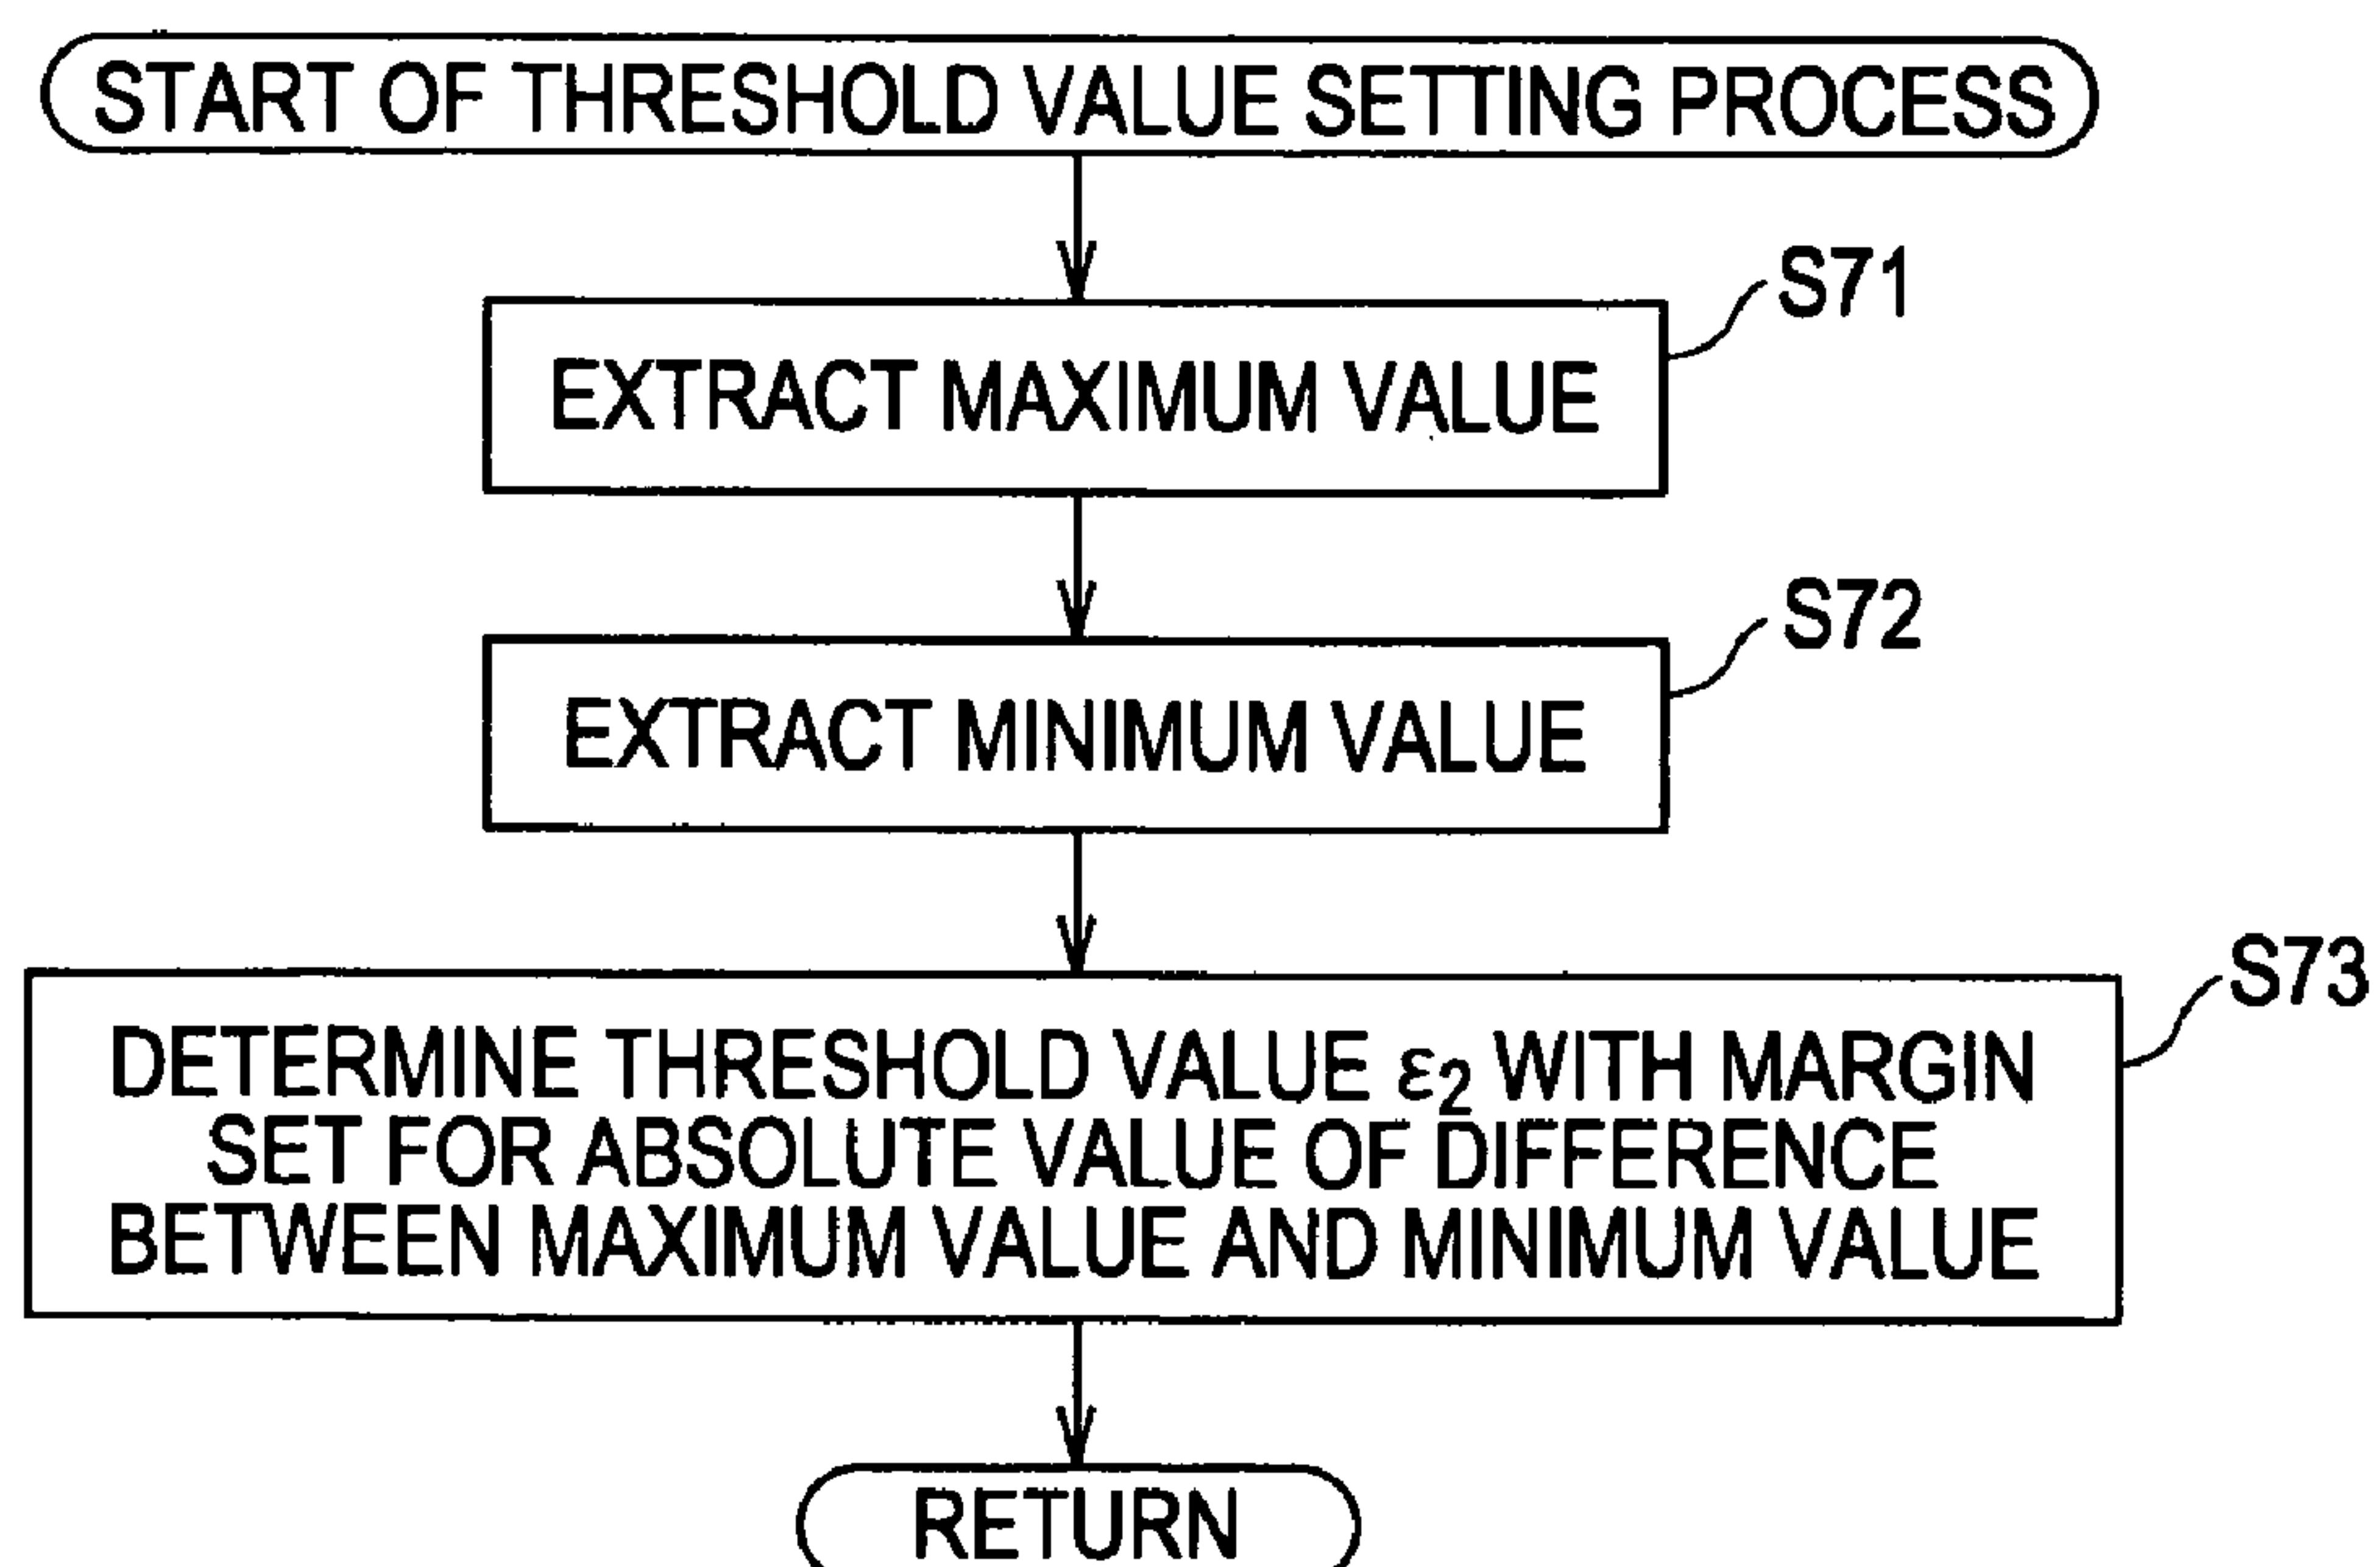 START OF THRESHOLD VALUE SETTING PROCESS
S71
EXTRACT MAXIMUM VALUE
S72
EXTRACT MINIMUM VALUE
S73
DETERMINE THRESHOLD VALUE ε₂ WITH MARGIN
SET FOR ABSOLUTE VALUE OF DIFFERENCE
BETWEEN MAXIMUM VALUE AND MINIMUM VALUE
RETURN